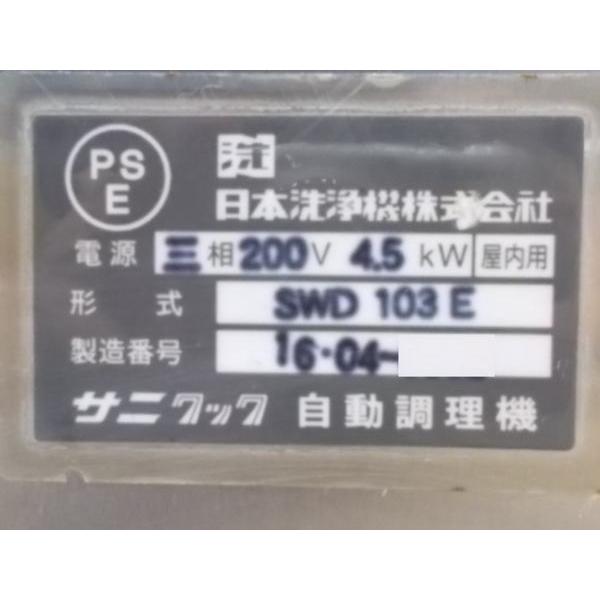 PS
E
日本洗浄機株式会社
電源 三相 200V 4.5 kW 屋内用
形式 SWD 103 E
製造番号 16・04-
サニクック 自動調理機